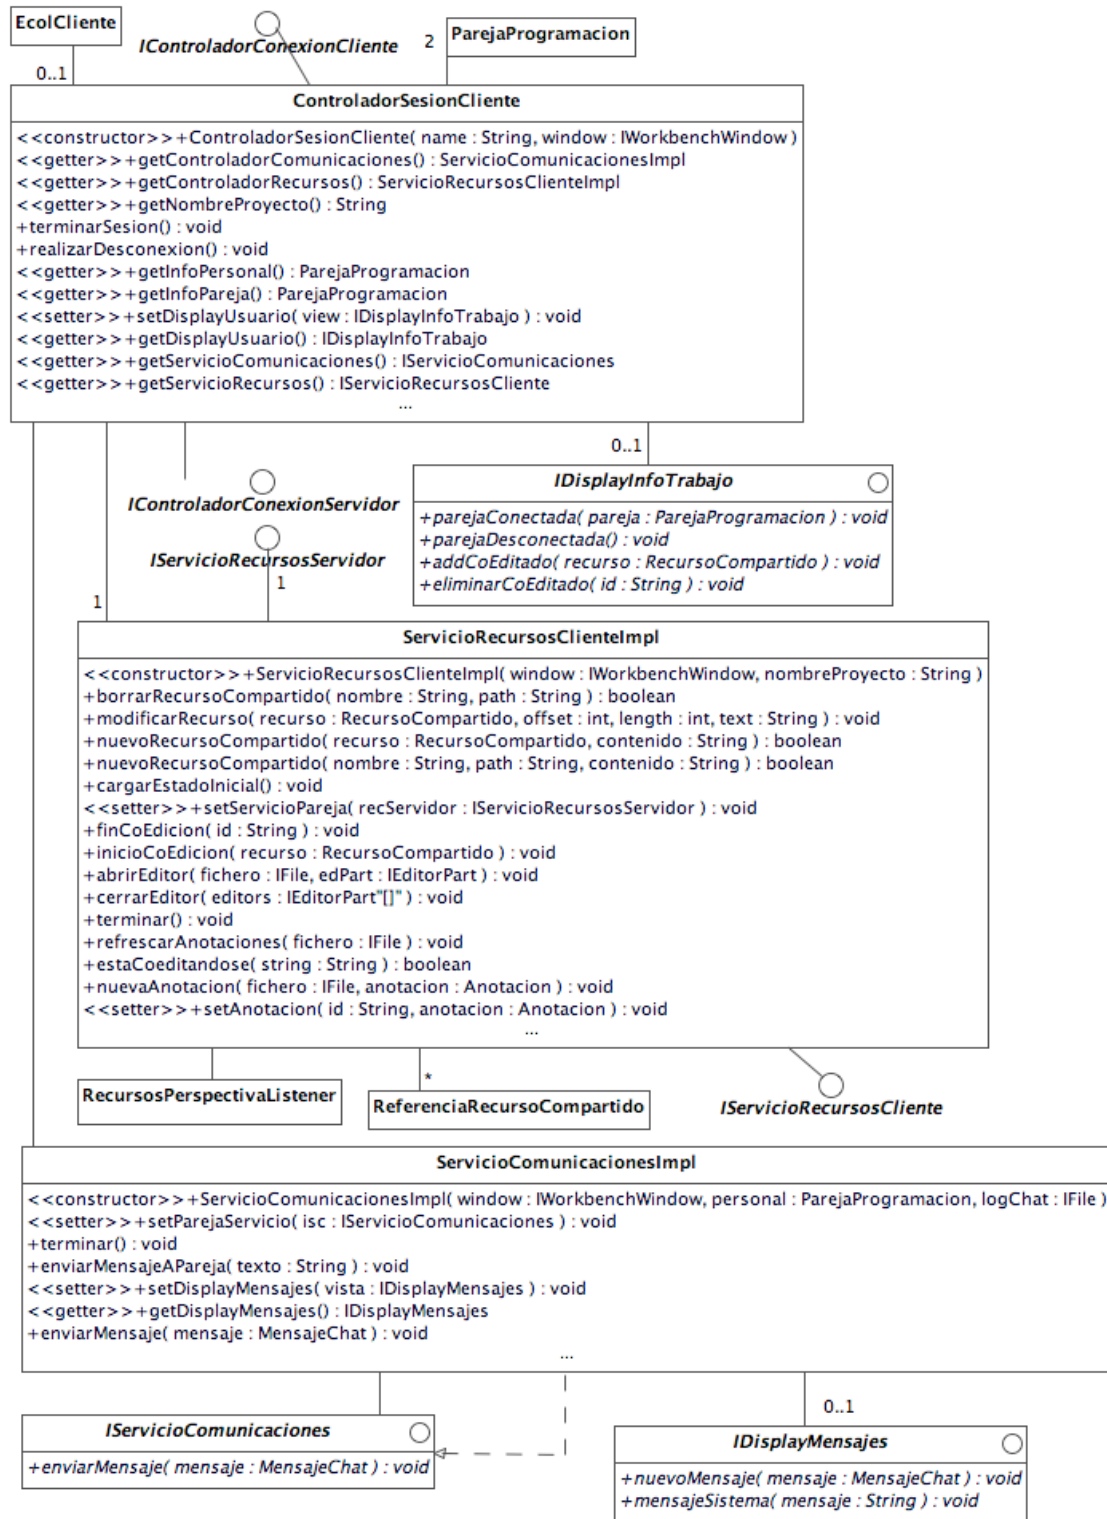 EcolCliente
IControladorConexionCliente
2
ParejaProgramacion
0..1
ControladorSesionCliente
<<constructor>>+ControladorSesionCliente( name : String, window : IWorkbenchWindow )
<<getter>>+getControladorComunicaciones() : ServicioComunicacionesImpl
<<getter>>+getControladorRecursos() : ServicioRecursosClienteImpl
<<getter>>+getNombreProyecto() : String
+terminarSesion() : void
+realizarDesconexion() : void
<<getter>>+getInfoPersonal() : ParejaProgramacion
<<getter>>+getInfoPareja() : ParejaProgramacion
<<setter>>+setDisplayUsuario( view : IDisplayInfoTrabajo ) : void
<<getter>>+getDisplayUsuario() : IDisplayInfoTrabajo
<<getter>>+getServicioComunicaciones() : IServicioComunicaciones
<<getter>>+getServicioRecursos() : IServicioRecursosCliente
...
0..1
IControladorConexionServidor
IServicioRecursosServidor
1
1
IDisplayInfoTrabajo
+parejaConectada( pareja : ParejaProgramacion ) : void
+parejaDesconectada() : void
+addCoEditado( recurso : RecursoCompartido ) : void
+eliminarCoEditado( id : String ) : void
ServicioRecursosClienteImpl
<<constructor>>+ServicioRecursosClienteImpl( window : IWorkbenchWindow, nombreProyecto : String )
+borrarRecursoCompartido( nombre : String, path : String ) : boolean
+modificarRecurso( recurso : RecursoCompartido, offset : int, length : int, text : String ) : void
+nuevoRecursoCompartido( recurso : RecursoCompartido, contenido : String ) : boolean
+nuevoRecursoCompartido( nombre : String, path : String, contenido : String ) : boolean
+cargarEstadoInicial() : void
<<setter>>+setServicioPareja( recServidor : IServicioRecursosServidor ) : void
+finCoEdicion( id : String ) : void
+inicioCoEdicion( recurso : RecursoCompartido ) : void
+abrirEditor( fichero : IFile, edPart : IEditorPart ) : void
+cerrarEditor( editors : IEditorPart"[]" ) : void
+terminar() : void
+refrescarAnotaciones( fichero : IFile ) : void
+estaCoeditandose( string : String ) : boolean
+nuevaAnotacion( fichero : IFile, anotacion : Anotacion ) : void
<<setter>>+setAnotacion( id : String, anotacion : Anotacion ) : void
...
RecursosPerspectivaListener
*
ReferenciaRecursoCompartido
IServicioRecursosCliente
ServicioComunicacionesImpl
<<constructor>>+ServicioComunicacionesImpl( window : IWorkbenchWindow, personal : ParejaProgramacion, logChat : IFile )
<<setter>>+setParejaServicio( isc : IServicioComunicaciones ) : void
+terminar() : void
+enviarMensajeAPareja( texto : String ) : void
<<setter>>+setDisplayMensajes( vista : IDisplayMensajes ) : void
<<getter>>+getDisplayMensajes() : IDisplayMensajes
+enviarMensaje( mensaje : MensajeChat ) : void
...
0..1
IServicioComunicaciones
+enviarMensaje( mensaje : MensajeChat ) : void
IDisplayMensajes
+nuevoMensaje( mensaje : MensajeChat ) : void
+mensajeSistema( mensaje : String ) : void